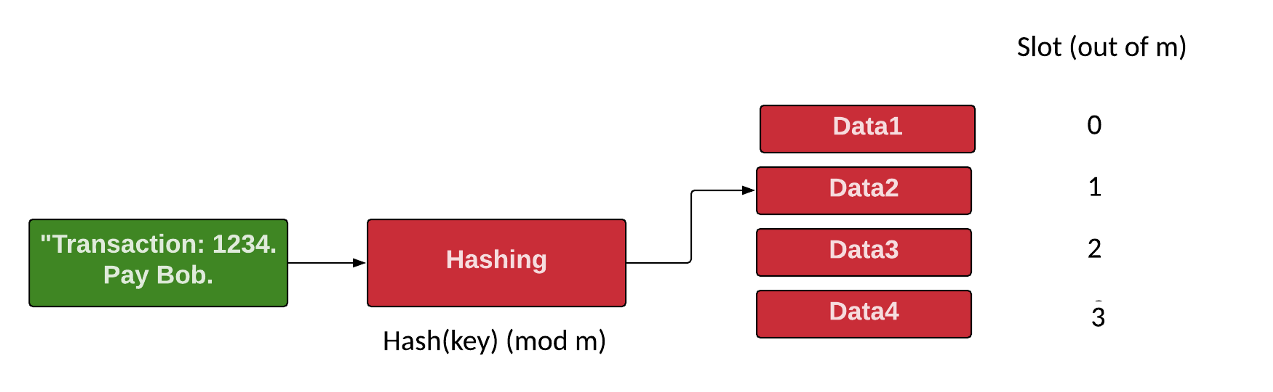 Slot (out of m)
Data1 0
Data2 1
"Transaction: 1234.
Pay Bob.
Hashing
Data3 2
Data4 3
Hash(key) (mod m)